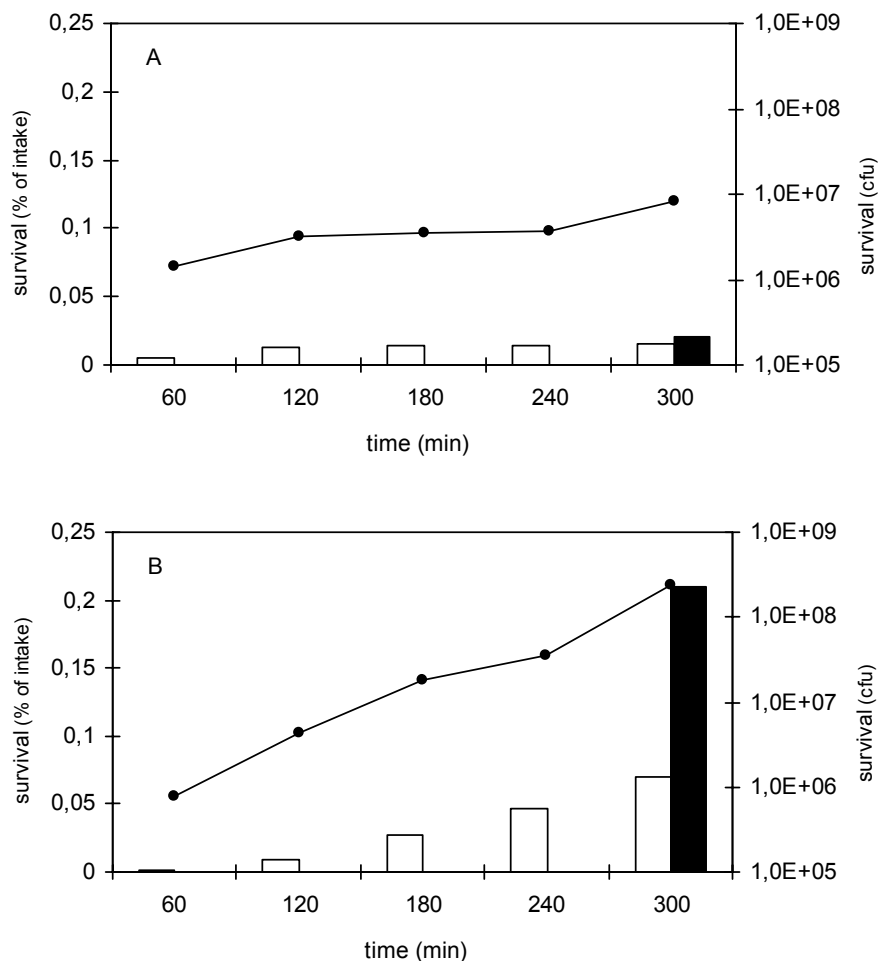 A
survival (% of intake)
0,25
0,2
0,15
0,1
0,05
0
1,0E+09
1,0E+08
1,0E+07
1,0E+06
1,0E+05
survival (cfu)
60 120 180 240 300
time (min)
B
survival (% of intake)
0,25
0,2
0,15
0,1
0,05
0
1,0E+09
1,0E+08
1,0E+07
1,0E+06
1,0E+05
survival (cfu)
60 120 180 240 300
time (min)